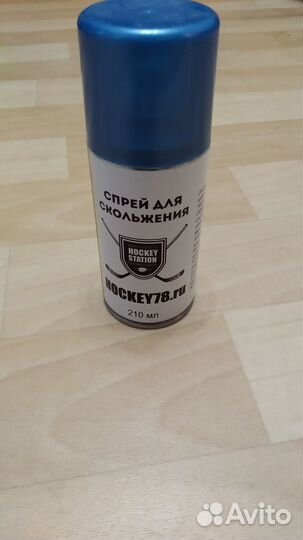 СПРЕЙ ДЛЯ
СКОЛЬЖЕНИЯ
HOCKEY
STATION
HOCKEY78.ru
210 мл
Avito